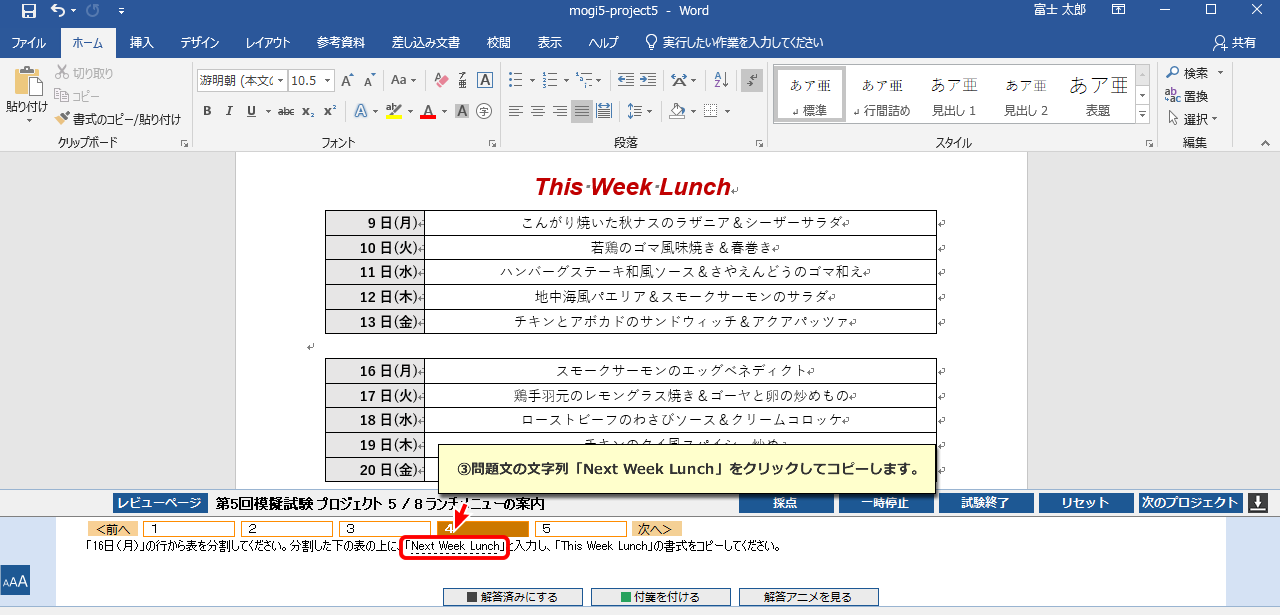 mogi5-project5 - Word
富士 太郎
ファイル ホーム 挿入 デザイン レイアウト 参考資料 差し込み文書 校閲 表示 ヘルプ 実行したい作業を入力してください 共有
貼り付け
切り取り
コピー
書式のコピー/貼り付け
クリップボード
游明朝 (本文の 10.5 A A Aa A
B I U abc x₂ x² A ab A A 字
フォント
段落
あア亜 あア亜 あア亜 あア亜 あア亜
↲標準 ↲行間詰め 見出し 1 見出し 2 表題
スタイル
検索
置換
選択
編集
This Week Lunch
9 日(月) こんがり焼いた秋ナスのラザニア＆シーザーサラダ
10 日(火) 若鶏のゴマ風味焼き＆春巻き
11 日(水) ハンバーグステーキ和風ソース＆さやえんどうのゴマ和え
12 日(木) 地中海風パエリア＆スモークサーモンのサラダ
13 日(金) チキンとアボカドのサンドウィッチ＆アクアパッツァ
16 日(月) スモークサーモンのエッグベネディクト
17 日(火) 鶏手羽元のレモングラス焼き＆ゴーヤと卵の炒めもの
18 日(水) ローストビーフのわさびソース＆クリームコロッケ
19 日(木) チキンのタイ風スパイシー炒め
20 日(金)
③問題文の文字列「Next Week Lunch」をクリックしてコピーします。
レビューページ 第5回模擬試験 プロジェクト 5 / 8 ランチメニューの案内 採点 一時停止 試験終了 リセット 次のプロジェクト
<前へ 1 2 3 4 5 次へ>
「16日(月)」の行から表を分割してください。分割した下の表の上に、「Next Week Lunch」と入力し、「This Week Lunch」の書式をコピーしてください。
AAA
解答済みにする 付箋を付ける 解答アニメを見る